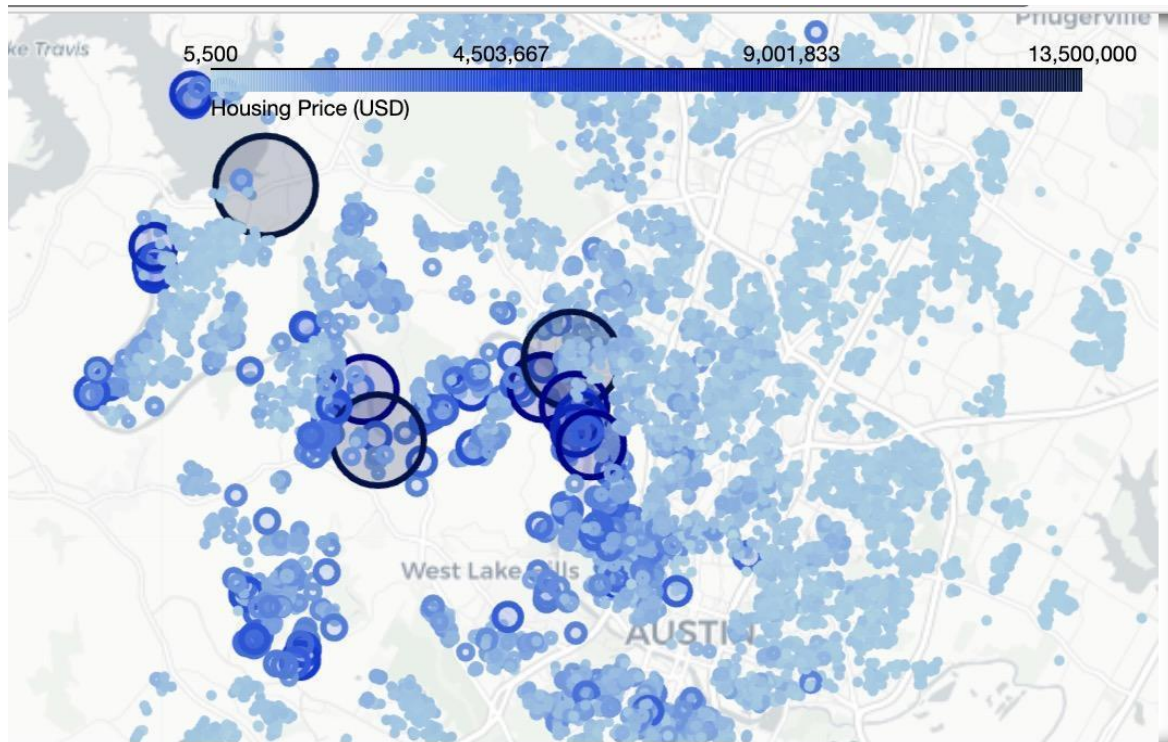 Pflugerville
ke Travis
5,500 4,503,667 9,001,833 13,500,000
Housing Price (USD)
West Lake Hills
AUSTIN